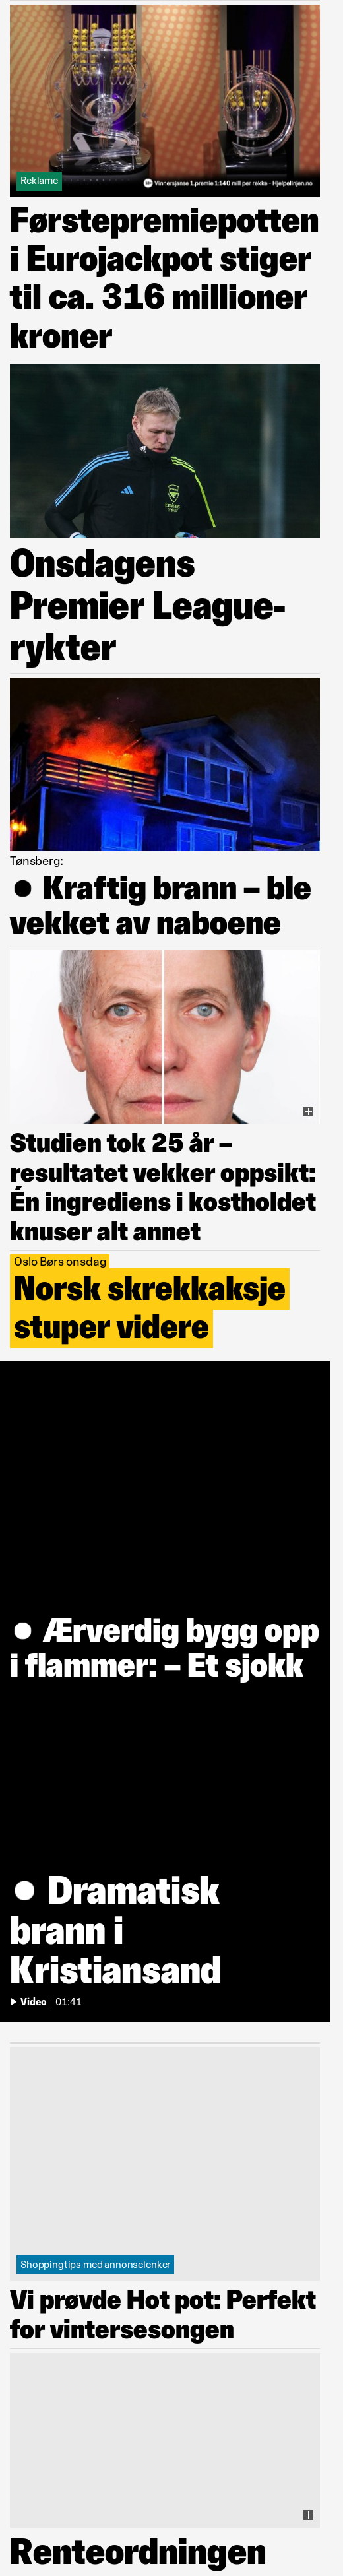 Reklame
18+ Vinnersjanse 1.premie 1:140 mill per rekke - Hjelpelinjen.no
Førstepremiepotten
i Eurojackpot stiger
til ca. 316 millioner
kroner
Arsenal
Onsdagens
Premier League-
rykter
Tønsberg:
● Kraftig brann – ble
vekket av naboene
Studien tok 25 år –
resultatet vekker oppsikt:
Én ingrediens i kostholdet
knuser alt annet
Oslo Børs onsdag
Norsk skrekkaksje
stuper videre
● Ærverdig bygg opp
i flammer: – Et sjokk
● Dramatisk
brann i
Kristiansand
Video | 01:41
Shoppingtips med annonselenker
Vi prøvde Hot pot: Perfekt
for vintersesongen
Renteordningen